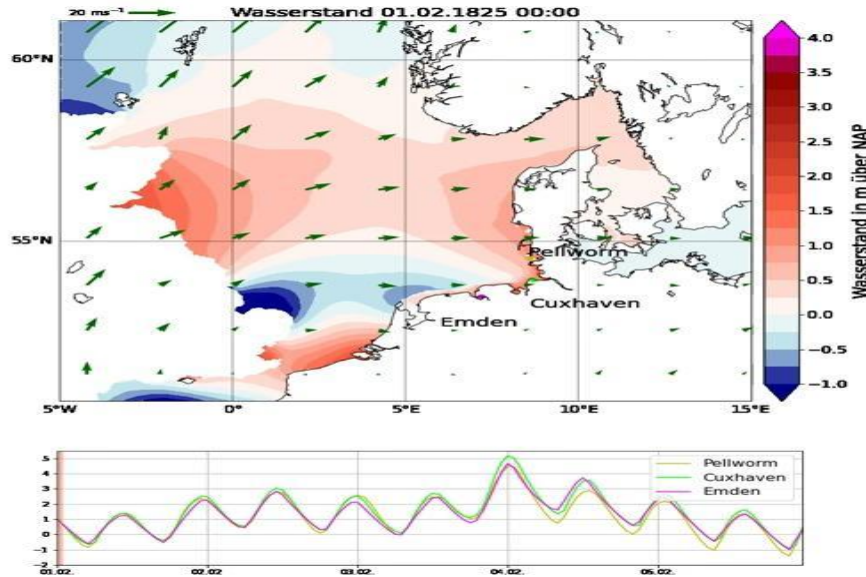 20 ms⁻¹
Wasserstand 01.02.1825 00:00
60°N
55°N
5°W
0°
5°E
10°E
15°E
Pellworm
Cuxhaven
Emden
4.0
3.5
3.0
2.5
2.0
1.5
1.0
0.5
0.0
−0.5
−1.0
Wasserstand in m über NAP
5
4
3
2
1
0
−1
−2
Pellworm
Cuxhaven
Emden
01.02.
02.02.
03.02.
04.02.
05.02.